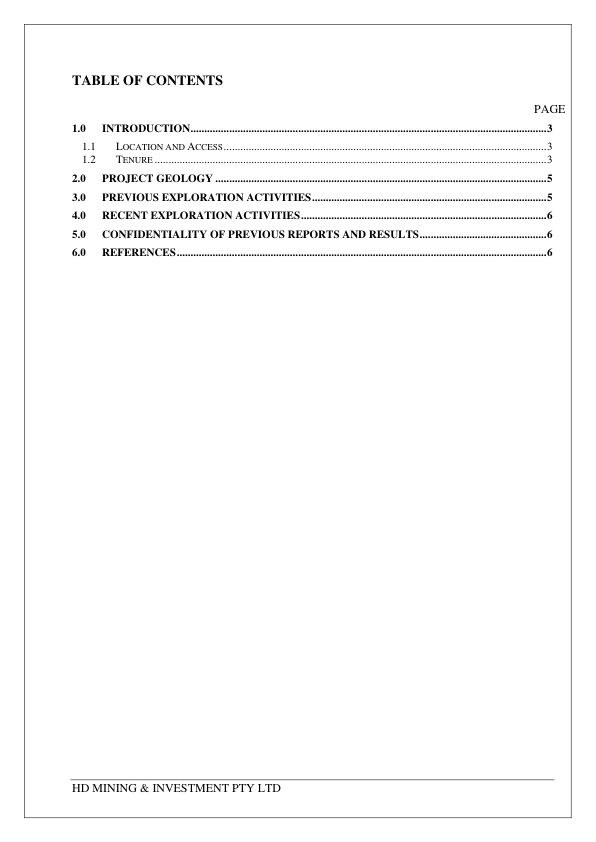 TABLE OF CONTENTS
PAGE
1.0 INTRODUCTION...3
1.1 LOCATION AND ACCESS...3
1.2 TENURE...3
2.0 PROJECT GEOLOGY...5
3.0 PREVIOUS EXPLORATION ACTIVITIES...5
4.0 RECENT EXPLORATION ACTIVITIES...6
5.0 CONFIDENTIALITY OF PREVIOUS REPORTS AND RESULTS...6
6.0 REFERENCES...6
HD MINING & INVESTMENT PTY LTD